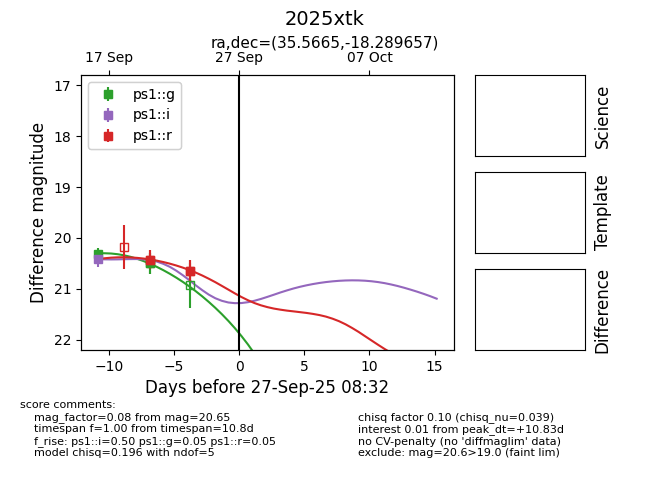 2025xtk
ra,dec=(35.5665,-18.289657)
17 Sep
27 Sep
07 Oct
17
18
19
20
21
22
Difference magnitude
ps1::g
ps1::i
ps1::r
Science
Template
Difference
−10
−5
0
5
10
15
Days before 27-Sep-25 08:32
score comments:
mag_factor=0.08 from mag=20.65
timespan f=1.00 from timespan=10.8d
f_rise: ps1::i=0.50 ps1::g=0.05 ps1::r=0.05
model chisq=0.196 with ndof=5
chisq factor 0.10 (chisq_nu=0.039)
interest 0.01 from peak_dt=+10.83d
no CV-penalty (no 'diffmaglim' data)
exclude: mag=20.6>19.0 (faint lim)